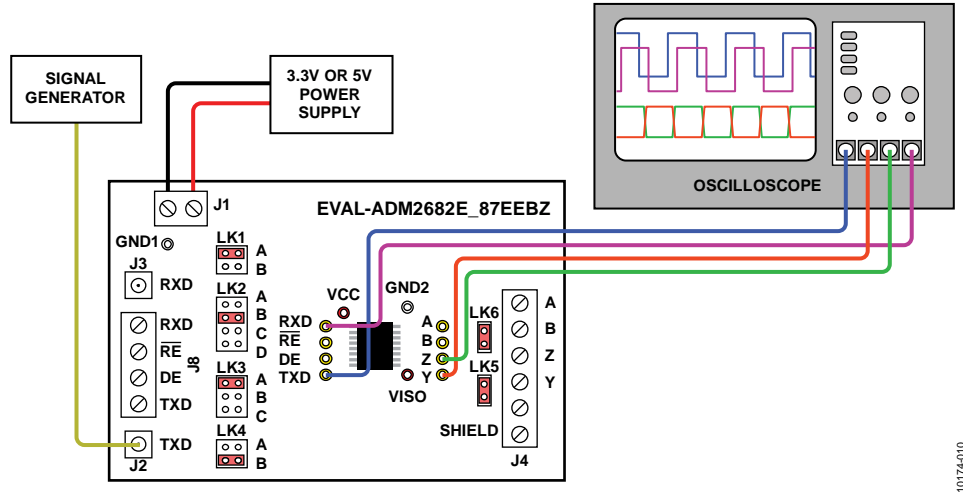 SIGNAL
GENERATOR
3.3V OR 5V
POWER
SUPPLY
OSCILLOSCOPE
EVAL-ADM2682E_87EEBZ
J1
GND1
J3
RXD
RXD
RE
DE
TXD
J8
TXD
J2
LK1
A
B
LK2
A
B
C
D
LK3
A
B
C
LK4
A
B
VCC
GND2
RXD
RE
DE
TXD
A
B
Z
Y
VISO
LK6
LK5
A
B
Z
Y
SHIELD
J4
10174-010